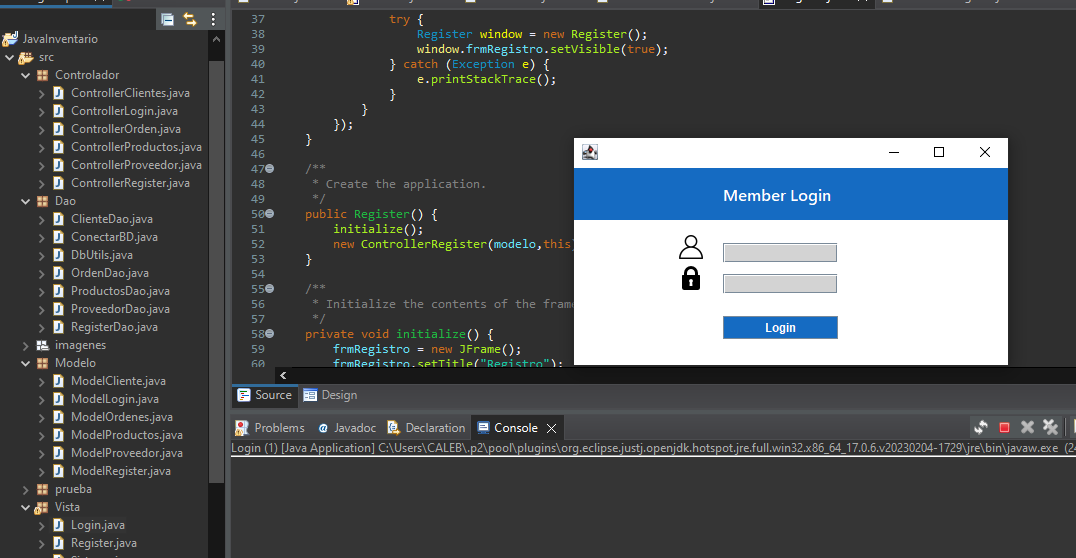 JavaInventario
src
Controlador
ControllerClientes.java
ControllerLogin.java
ControllerOrden.java
ControllerProductos.java
ControllerProveedor.java
ControllerRegister.java
Dao
ClienteDao.java
ConectarBD.java
DbUtils.java
OrdenDao.java
ProductosDao.java
ProveedorDao.java
RegisterDao.java
imagenes
Modelo
ModelCliente.java
ModelLogin.java
ModelOrdenes.java
ModelProductos.java
ModelProveedor.java
ModelRegister.java
prueba
Vista
Login.java
Register.java
37 try {
38 Register window = new Register();
39 window.frmRegistro.setVisible(true);
40 } catch (Exception e) {
41 e.printStackTrace();
42 }
43 }
44 });
45 }
46
47 /**
48 * Create the application.
49 */
50 public Register() {
51 initialize();
52 new ControllerRegister(modelo,this
53 }
54
55 /**
56 * Initialize the contents of the frame
57 */
58 private void initialize() {
59 frmRegistro = new JFrame();
60 frmRegistro.setTitle("Registro");
Member Login
Login
Source Design
Problems Javadoc Declaration Console
Login (1) [Java Application] C:\Users\CALEB\.p2\pool\plugins\org.eclipse.justj.openjdk.hotspot.jre.full.win32.x86_64_17.0.6.v20230204-1729\jre\bin\javaw.exe (24